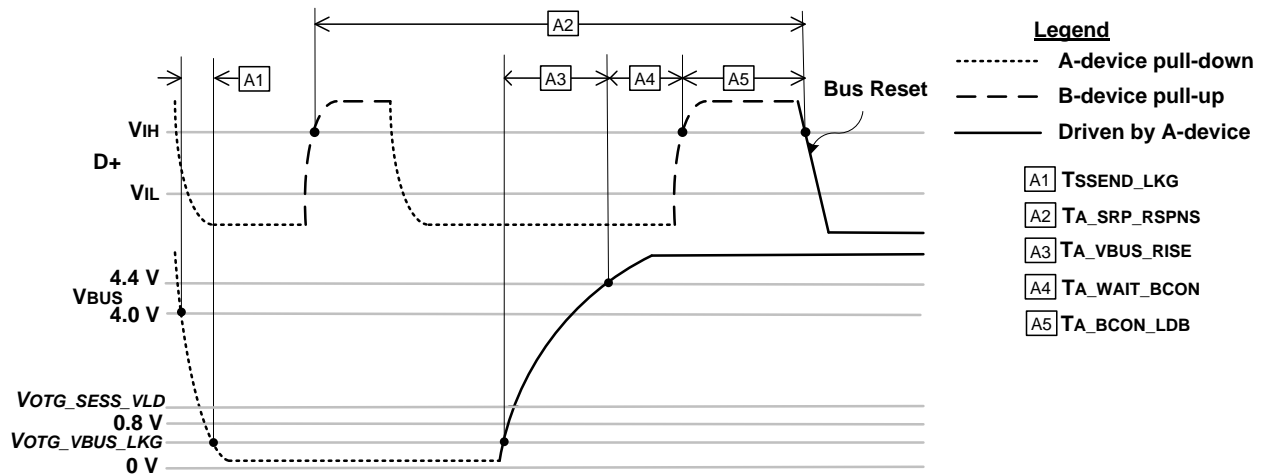 A2
Legend
A1
A3
A4
A5
A-device pull-down
Bus Reset
B-device pull-up
VIH
Driven by A-device
D+
A1 TSSEND_LKG
VIL
A2 TA_SRP_RSPNS
A3 TA_VBUS_RISE
4.4 V
A4 TA_WAIT_BCON
VBUS
4.0 V
A5 TA_BCON_LDB
VOTG_SESS_VLD
0.8 V
VOTG_VBUS_LKG
0 V